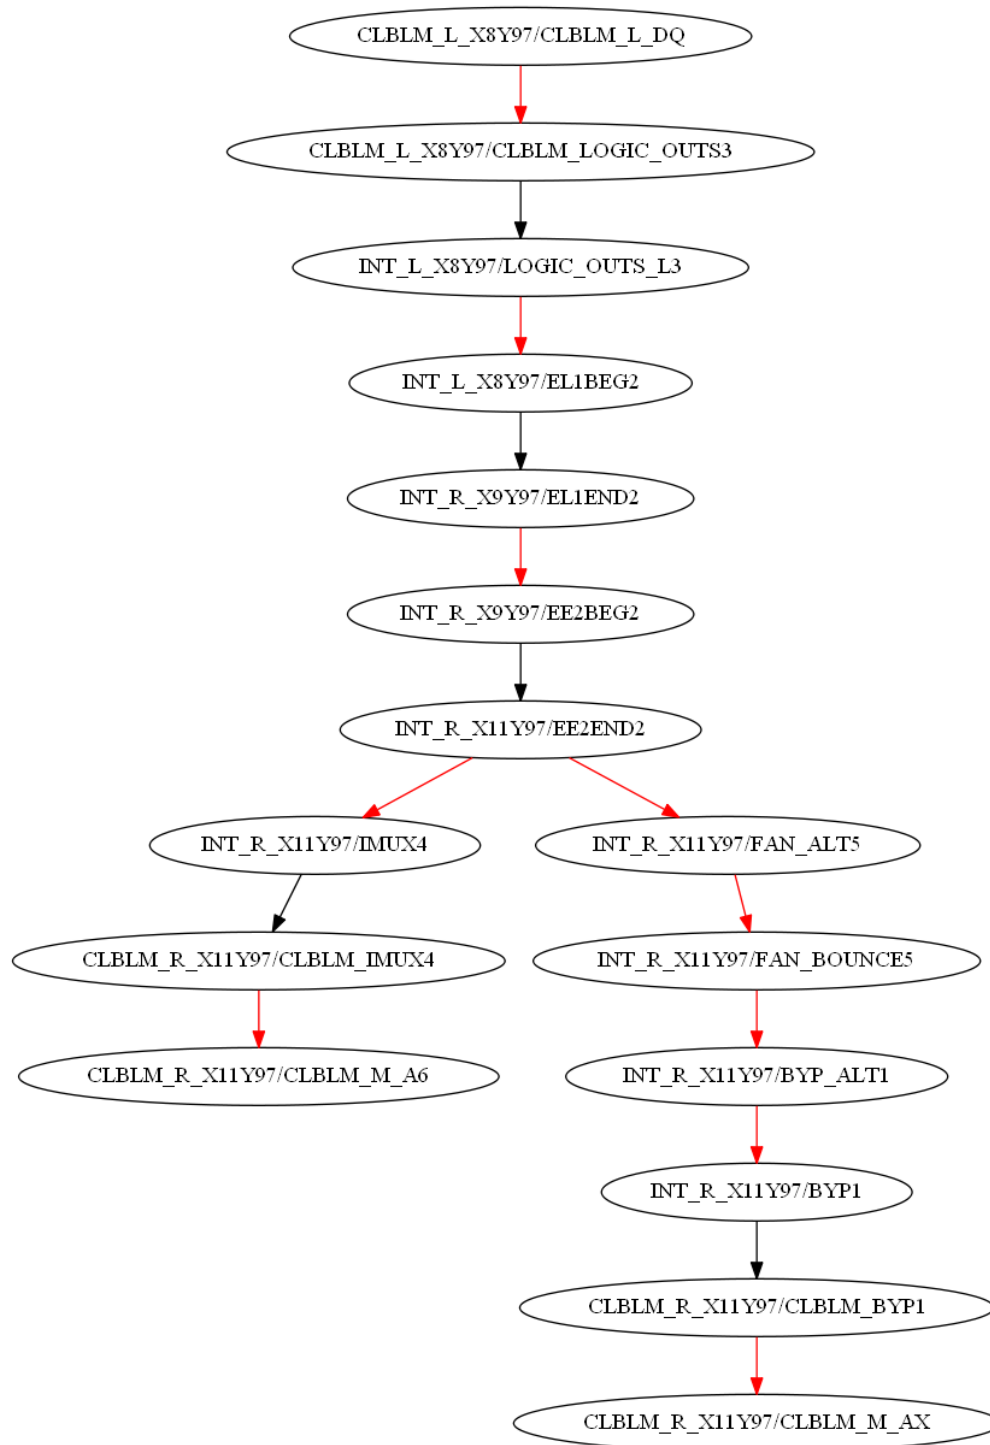 CLBLM_L_X8Y97/CLBLM_L_DQ
CLBLM_L_X8Y97/CLBLM_LOGIC_OUTS3
INT_L_X8Y97/LOGIC_OUTS_L3
INT_L_X8Y97/EL1BEG2
INT_R_X9Y97/EL1END2
INT_R_X9Y97/EE2BEG2
INT_R_X11Y97/EE2END2
INT_R_X11Y97/IMUX4
INT_R_X11Y97/FAN_ALT5
CLBLM_R_X11Y97/CLBLM_IMUX4
INT_R_X11Y97/FAN_BOUNCE5
CLBLM_R_X11Y97/CLBLM_M_A6
INT_R_X11Y97/BYP_ALT1
INT_R_X11Y97/BYP1
CLBLM_R_X11Y97/CLBLM_BYP1
CLBLM_R_X11Y97/CLBLM_M_AX